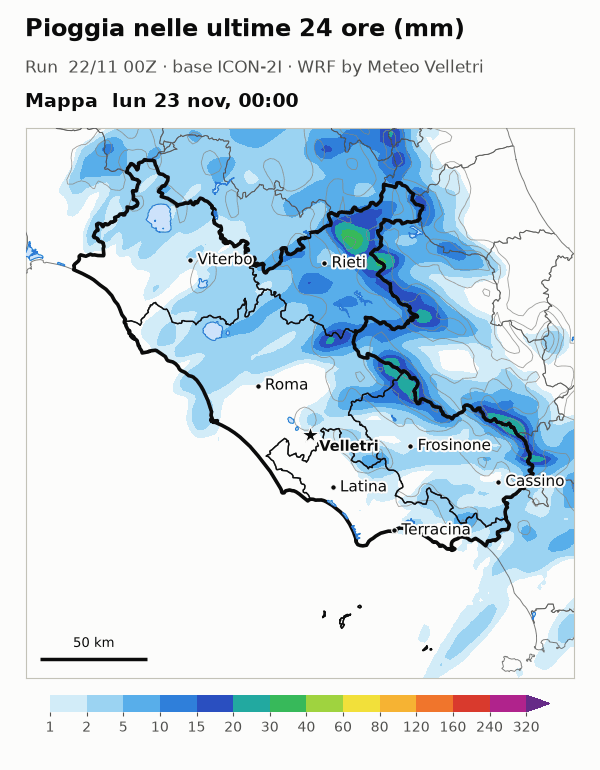 Pioggia nelle ultime 24 ore (mm)
Run 22/11 00Z · base ICON-2I · WRF by Meteo Velletri
Mappa lun 23 nov, 00:00
Viterbo
Rieti
Roma
Velletri
Frosinone
Latina
Cassino
Terracina
50 km
1 2 5 10 15 20 30 40 60 80 120 160 240 320